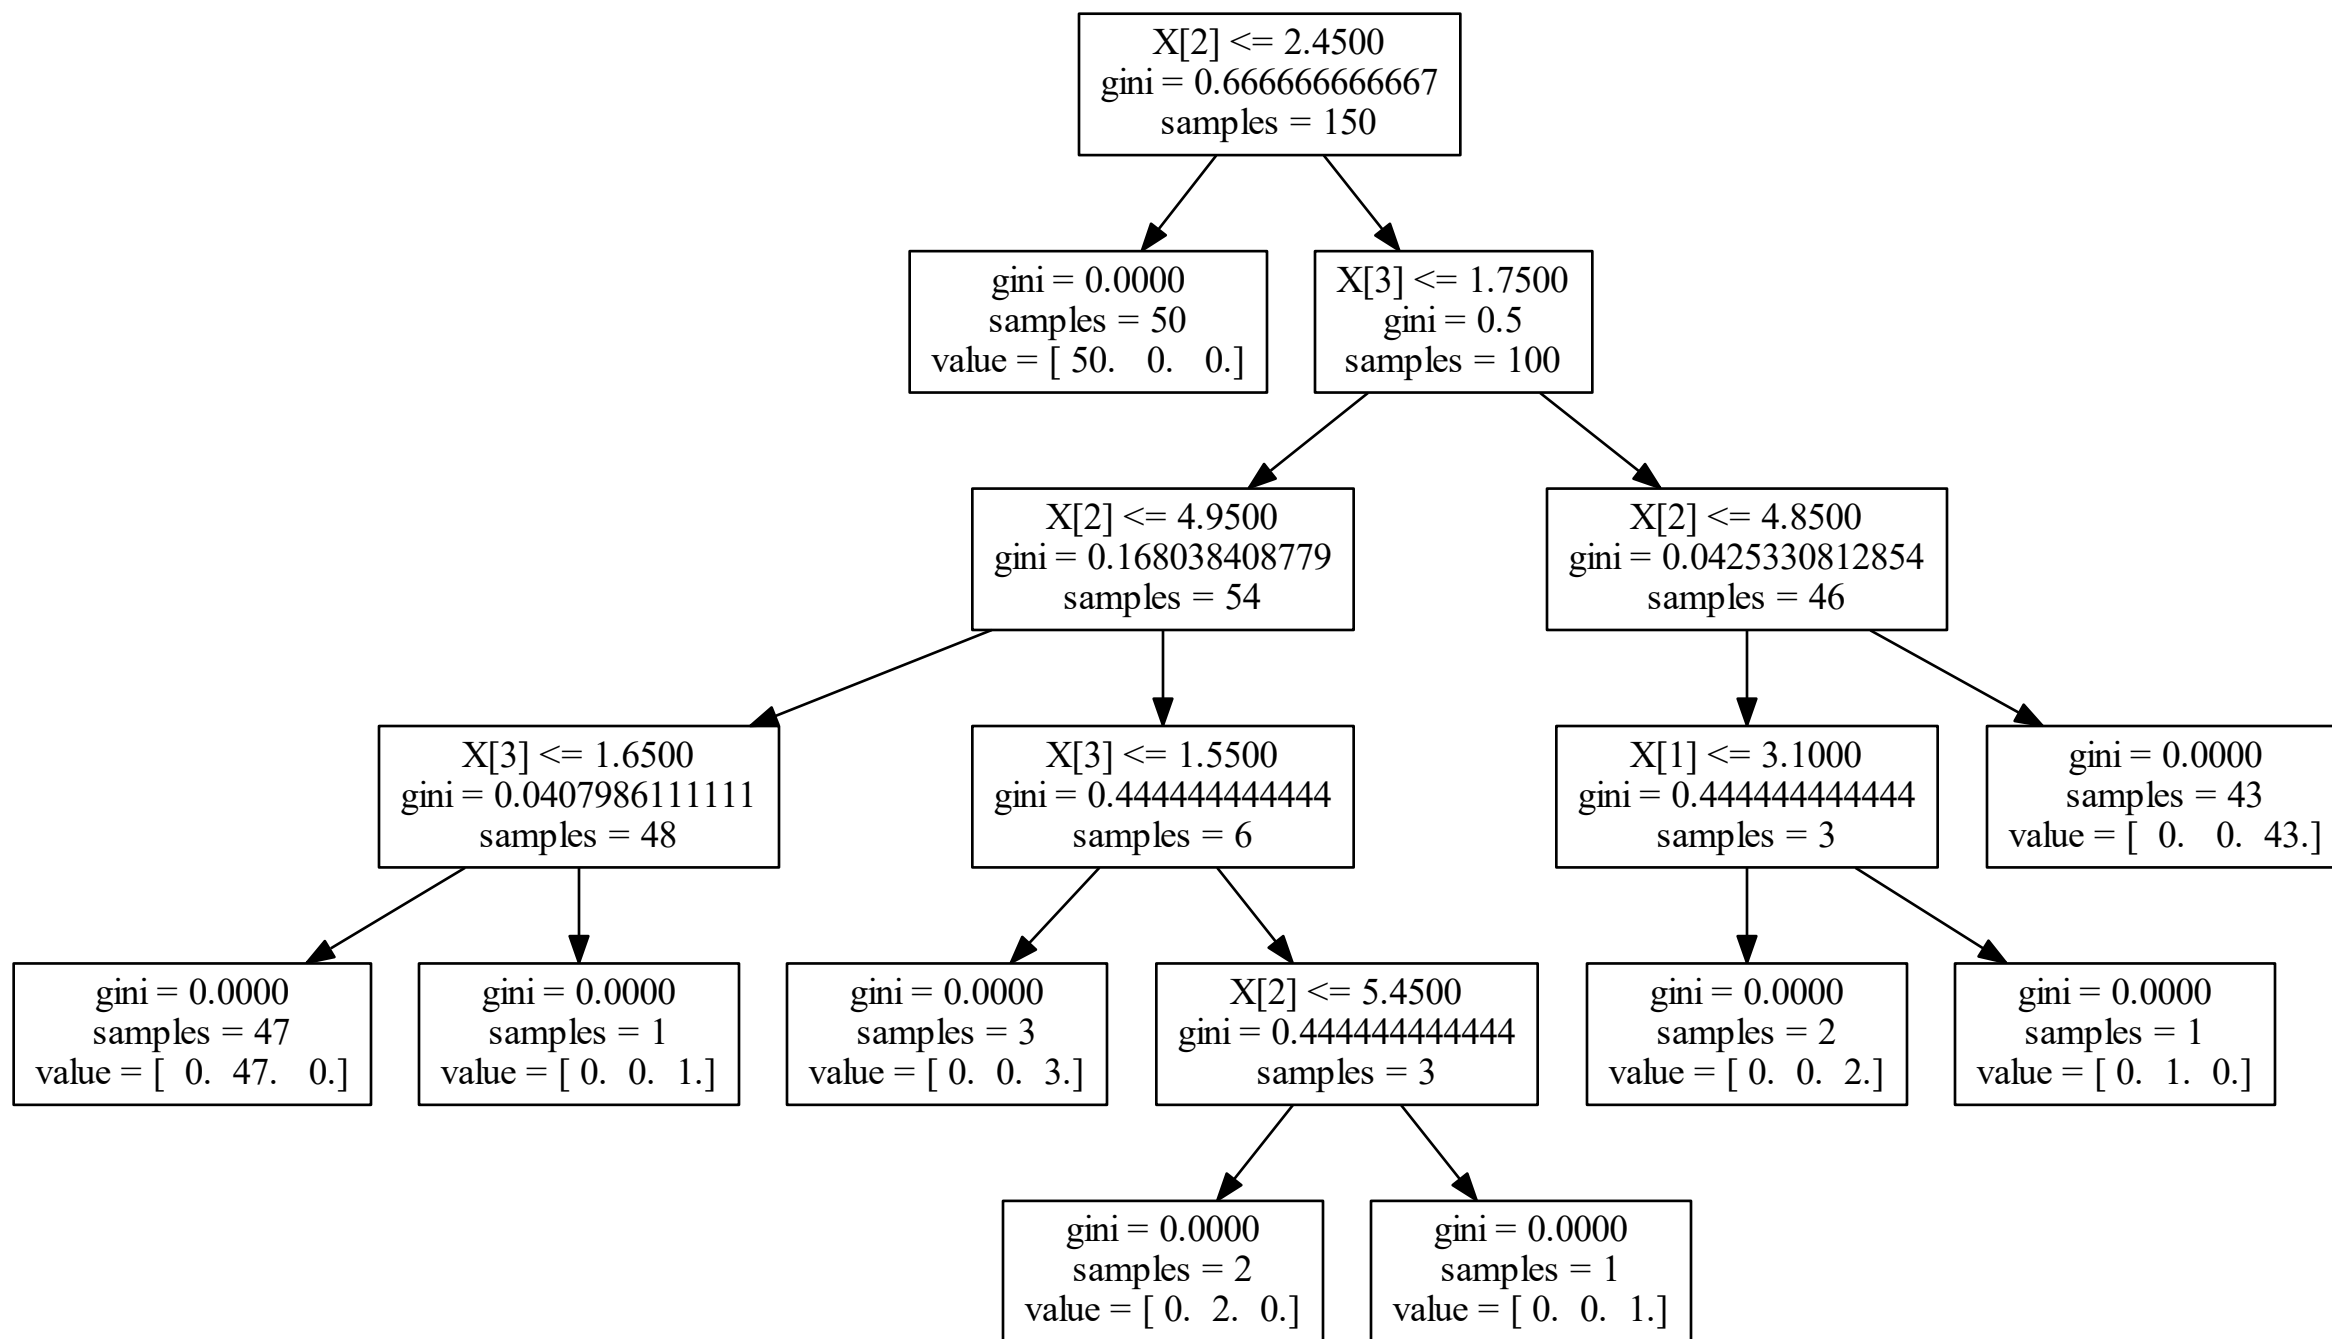 X[2] <= 2.4500
gini = 0.666666666667
samples = 150
gini = 0.0000
samples = 50
value = [ 50.   0.   0.]
X[3] <= 1.7500
gini = 0.5
samples = 100
X[2] <= 4.9500
gini = 0.168038408779
samples = 54
X[2] <= 4.8500
gini = 0.0425330812854
samples = 46
X[3] <= 1.6500
gini = 0.0407986111111
samples = 48
X[3] <= 1.5500
gini = 0.444444444444
samples = 6
X[1] <= 3.1000
gini = 0.444444444444
samples = 3
gini = 0.0000
samples = 43
value = [  0.   0.  43.]
gini = 0.0000
samples = 47
value = [  0.  47.   0.]
gini = 0.0000
samples = 1
value = [ 0.  0.  1.]
gini = 0.0000
samples = 3
value = [ 0.  0.  3.]
X[2] <= 5.4500
gini = 0.444444444444
samples = 3
gini = 0.0000
samples = 2
value = [ 0.  0.  2.]
gini = 0.0000
samples = 1
value = [ 0.  1.  0.]
gini = 0.0000
samples = 2
value = [ 0.  2.  0.]
gini = 0.0000
samples = 1
value = [ 0.  0.  1.]